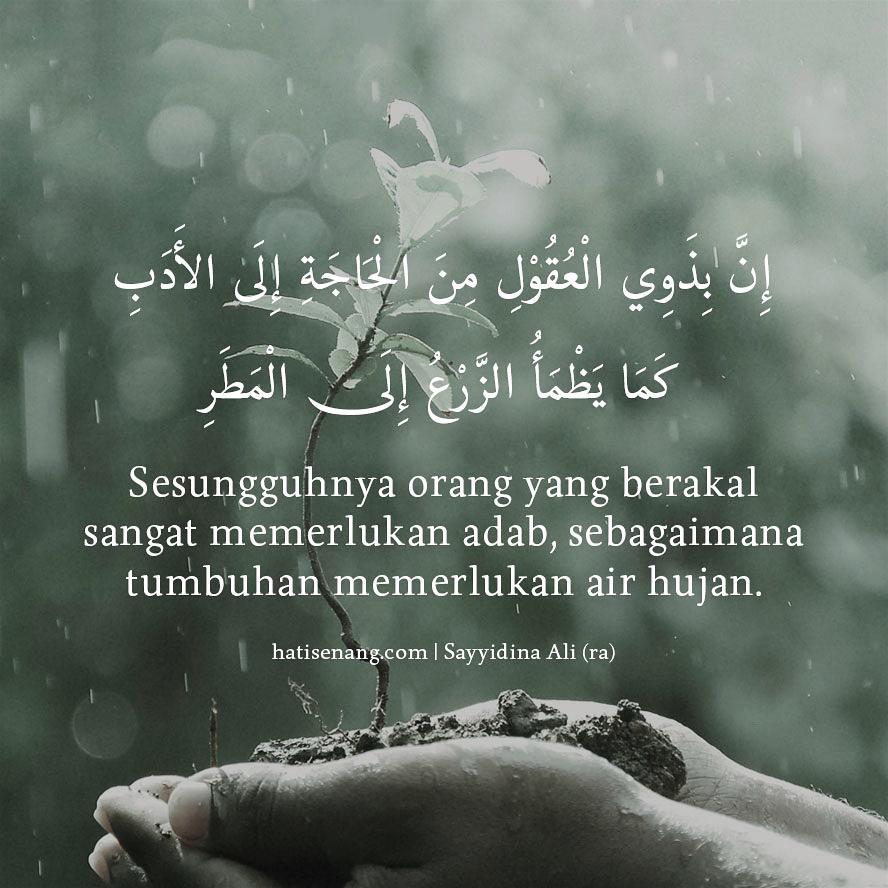 إِنَّ بِذَوِي الْعُقُوْلِ مِنَ الْحَاجَةِ إِلَى الأَدَبِ
كَمَا يَظْمَأُ الزَّرْعُ إِلَى الْمَطَرِ
Sesungguhnya orang yang berakal
sangat memerlukan adab, sebagaimana
tumbuhan memerlukan air hujan.
hatisenang.com | Sayyidina Ali (ra)